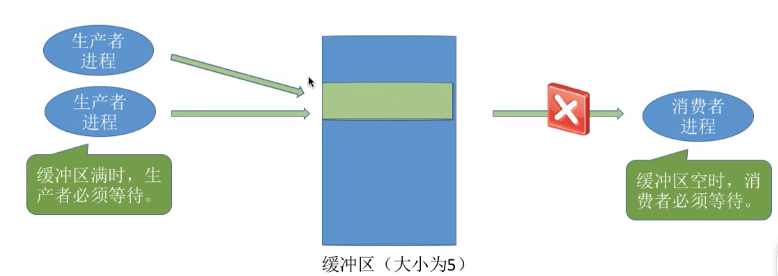 生产者
进程
生产者
进程
缓冲区满时，生
产者必须等待。
消费者
进程
缓冲区空时，消
费者必须等待。
缓冲区（大小为5）